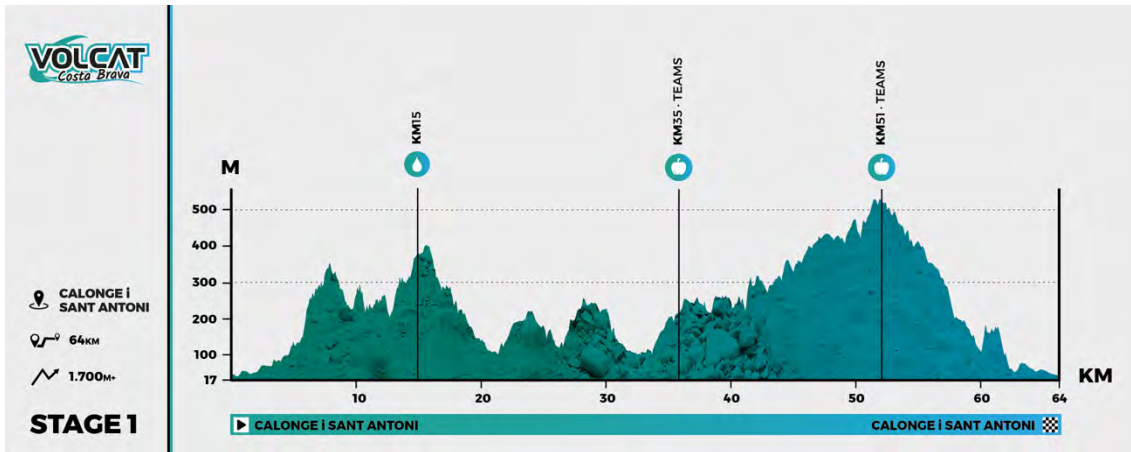 VOLCAT
Costa Brava
CALONGE i
SANT ANTONI
64KM
1.700M+
STAGE 1
KM15
KM35 · TEAMS
KM51 · TEAMS
M
500
400
300
200
100
17
10
20
30
40
50
60
64
KM
CALONGE i SANT ANTONI
CALONGE i SANT ANTONI